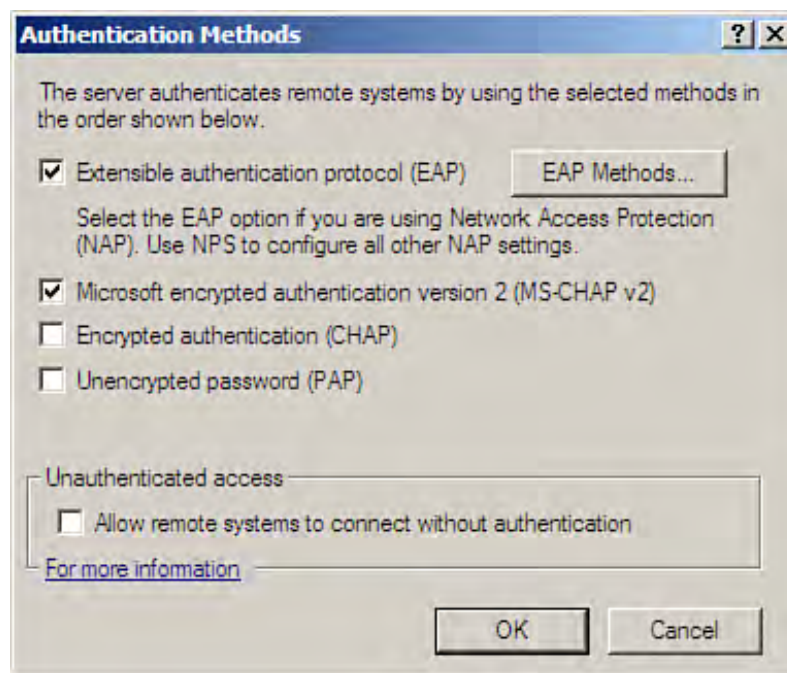 Authentication Methods
The server authenticates remote systems by using the selected methods in
the order shown below.
Extensible authentication protocol (EAP)
EAP Methods...
Select the EAP option if you are using Network Access Protection
(NAP). Use NPS to configure all other NAP settings.
Microsoft encrypted authentication version 2 (MS-CHAP v2)
Encrypted authentication (CHAP)
Unencrypted password (PAP)
Unauthenticated access
Allow remote systems to connect without authentication
For more information
OK
Cancel